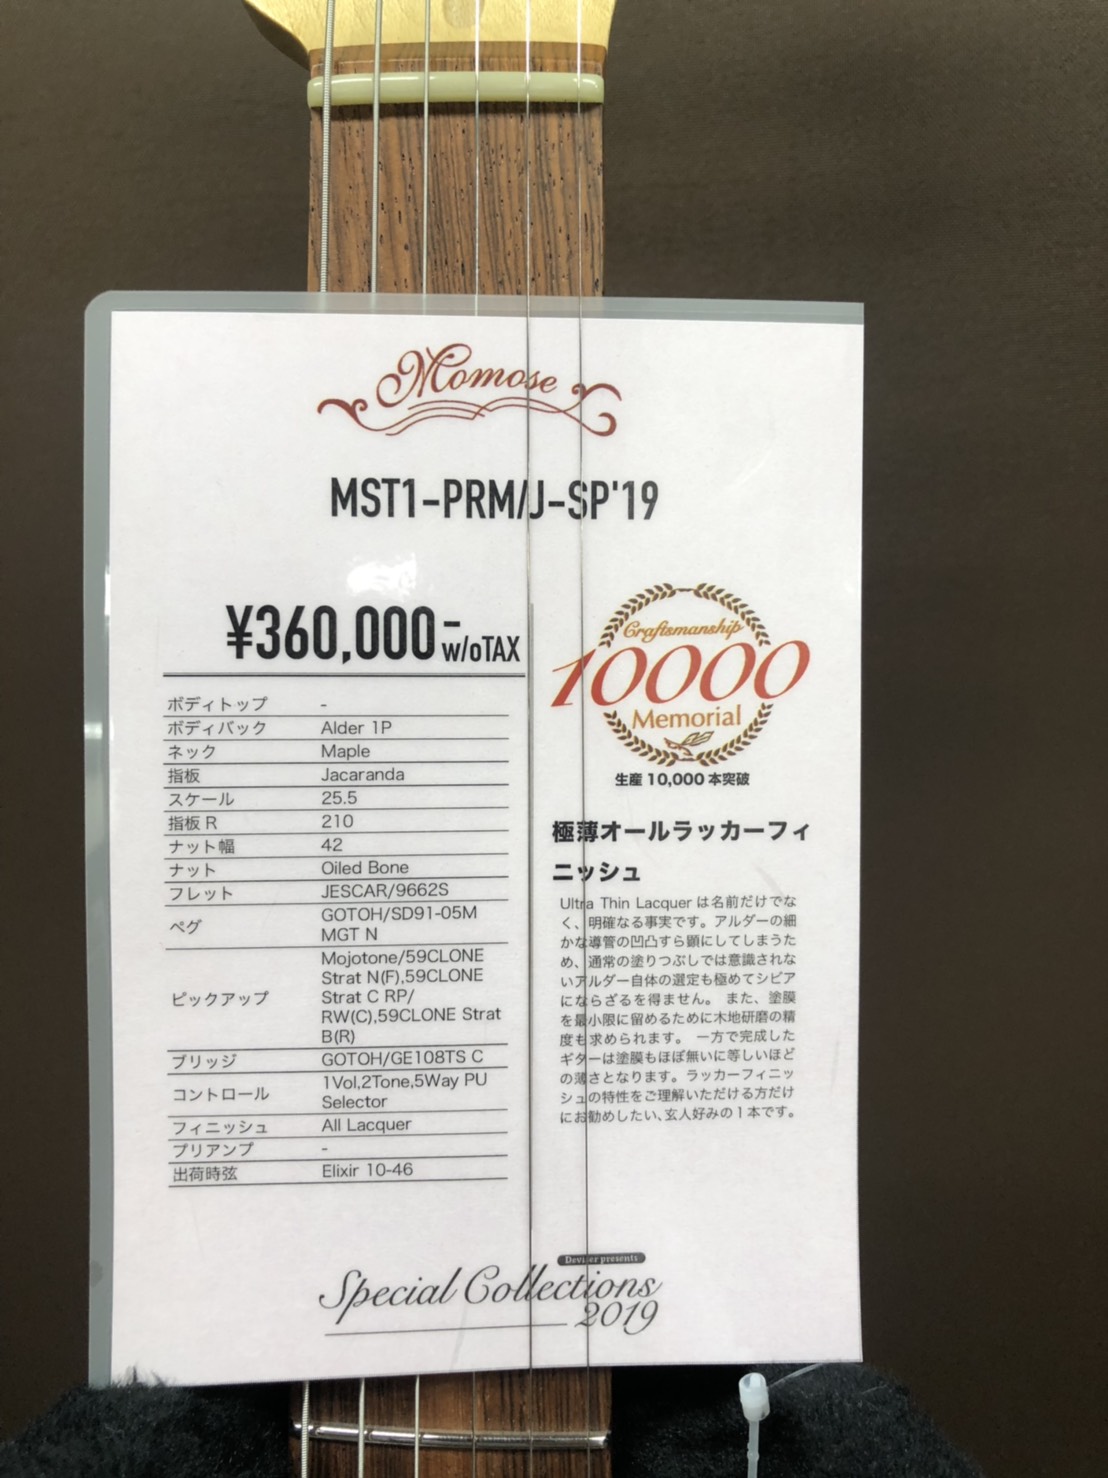 Momose
MST1-PRM/J-SP'19
¥360,000- w/oTAX
ボディトップ -
ボディバック Alder 1P
ネック Maple
指板 Jacaranda
スケール 25.5
指板 R 210
ナット幅 42
ナット Oiled Bone
フレット JESCAR/9662S
ペグ GOTOH/SD91-05M
MGT N
ピックアップ Mojotone/59CLONE
Strat N(F),59CLONE
Strat C RP/
RW(C),59CLONE Strat
B(R)
ブリッジ GOTOH/GE108TS C
コントロール 1Vol,2Tone,5Way PU
Selector
フィニッシュ All Lacquer
プリアンプ -
出荷時弦 Elixir 10-46
Craftsmanship
10000
Memorial
生産 10,000 本突破
極薄オールラッカーフィ
ニッシュ
Ultra Thin Lacquer は名前だけでな
く、明確なる事実です。アルダーの細
かな導管の凹凸すら顕にしてしまうた
め、通常の塗りつぶしでは意識されな
いアルダー自体の選定も極めてシビア
にならざるを得ません。 また、塗膜
を最小限に留めるために木地研磨の精
度も求められます。 一方で完成した
ギターは塗膜もほぼ無いに等しいほど
の薄さとなります。ラッカーフィニッ
シュの特性をご理解いただける方だけ
にお勧めしたい、玄人好みの1本です。
Deviser presents
Special Collections
2019